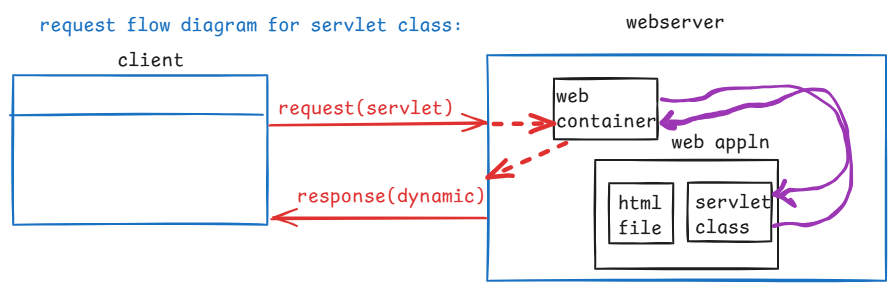 request flow diagram for servlet class:
webserver
client
web
container
request(servlet)
web appln
response(dynamic)
html
file
servlet
class